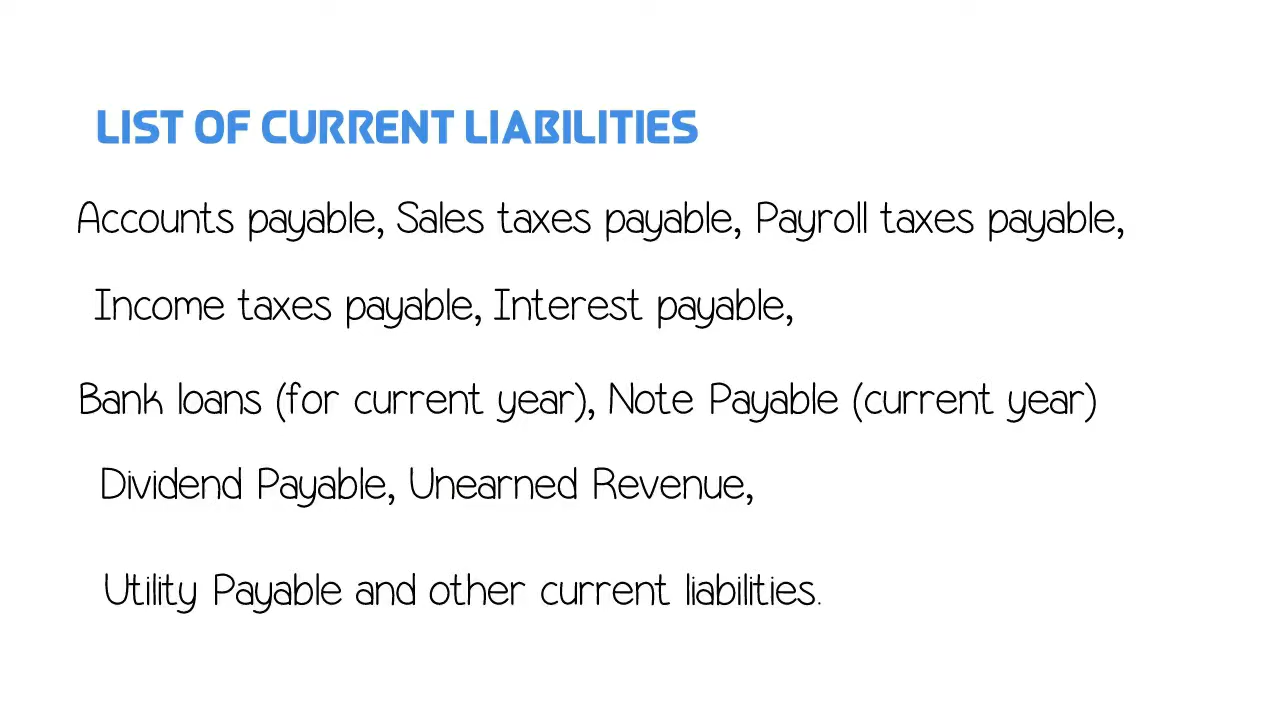 LIST OF CURRENT LIABILITIES
Accounts payable, Sales taxes payable, Payroll taxes payable,
Income taxes payable, Interest payable,
Bank loans (for current year), Note Payable (current year)
Dividend Payable, Unearned Revenue,
Utility Payable and other current liabilities.